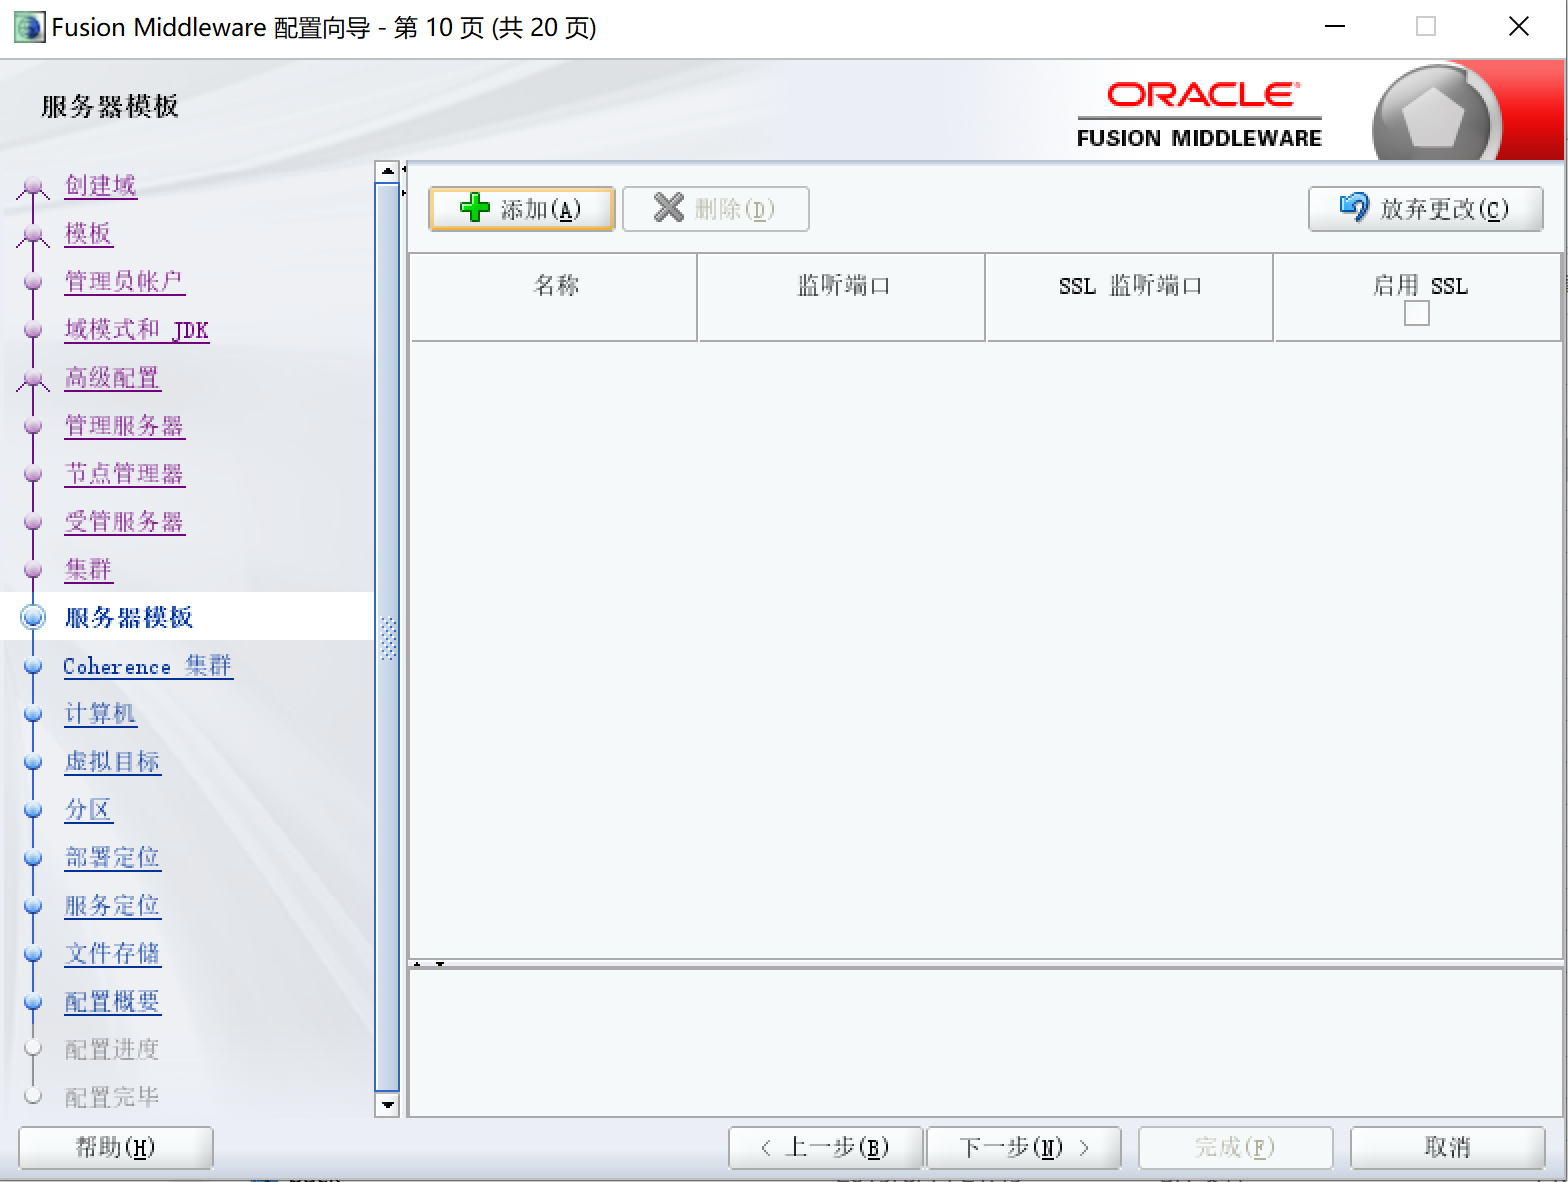 Fusion Middleware 配置向导 - 第 10 页 (共 20 页)
服务器模板
ORACLE
FUSION MIDDLEWARE
创建域
模板
管理员帐户
域模式和 JDK
高级配置
管理服务器
节点管理器
受管服务器
集群
服务器模板
Coherence 集群
计算机
虚拟目标
分区
部署定位
服务定位
文件存储
配置概要
配置进度
配置完毕
添加(A) 删除(D) 放弃更改(C)
名称 监听端口 SSL 监听端口 启用 SSL
帮助(H) < 上一步(B) 下一步(N) > 完成(F) 取消